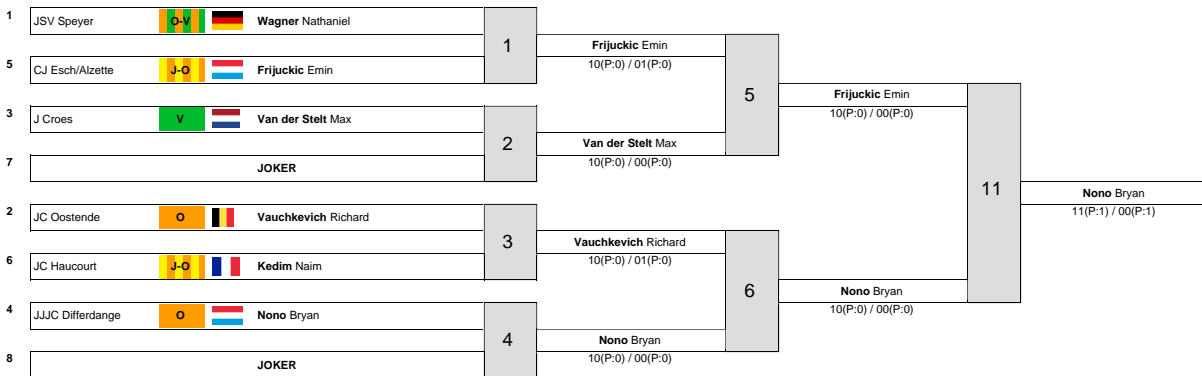 1 JSV Speyer O-V Wagner Nathaniel
1
Frijuckic Emin
10(P:0) / 01(P:0)
5 CJ Esch/Alzette J-O Frijuckic Emin
5
Frijuckic Emin
10(P:0) / 00(P:0)
3 J Croes V Van der Stelt Max
2
Van der Stelt Max
10(P:0) / 00(P:0)
7 JOKER
11
Nono Bryan
11(P:1) / 00(P:1)
2 JC Oostende O Vauchkevich Richard
3
Vauchkevich Richard
10(P:0) / 01(P:0)
6 JC Haucourt J-O Kedim Naim
6
Nono Bryan
10(P:0) / 00(P:0)
4 JJJC Differdange O Nono Bryan
4
Nono Bryan
10(P:0) / 00(P:0)
8 JOKER